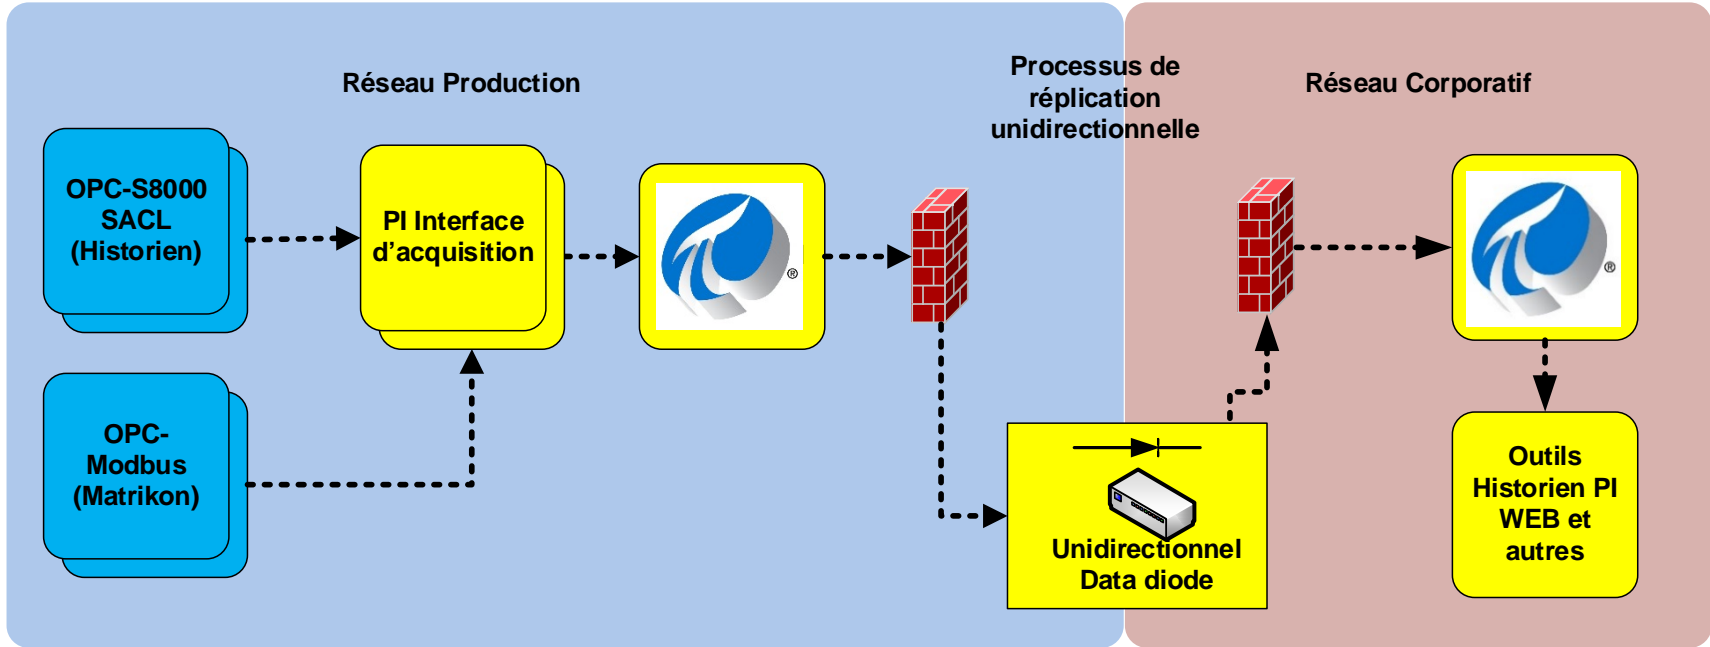 Réseau Production
Processus de
réplication
unidirectionnelle
Réseau Corporatif
OPC-S8000
SACL
(Historien)
PI Interface
d’acquisition
®
®
OPC-
Modbus
(Matrikon)
Unidirectionnel
Data diode
Outils
Historien PI
WEB et
autres